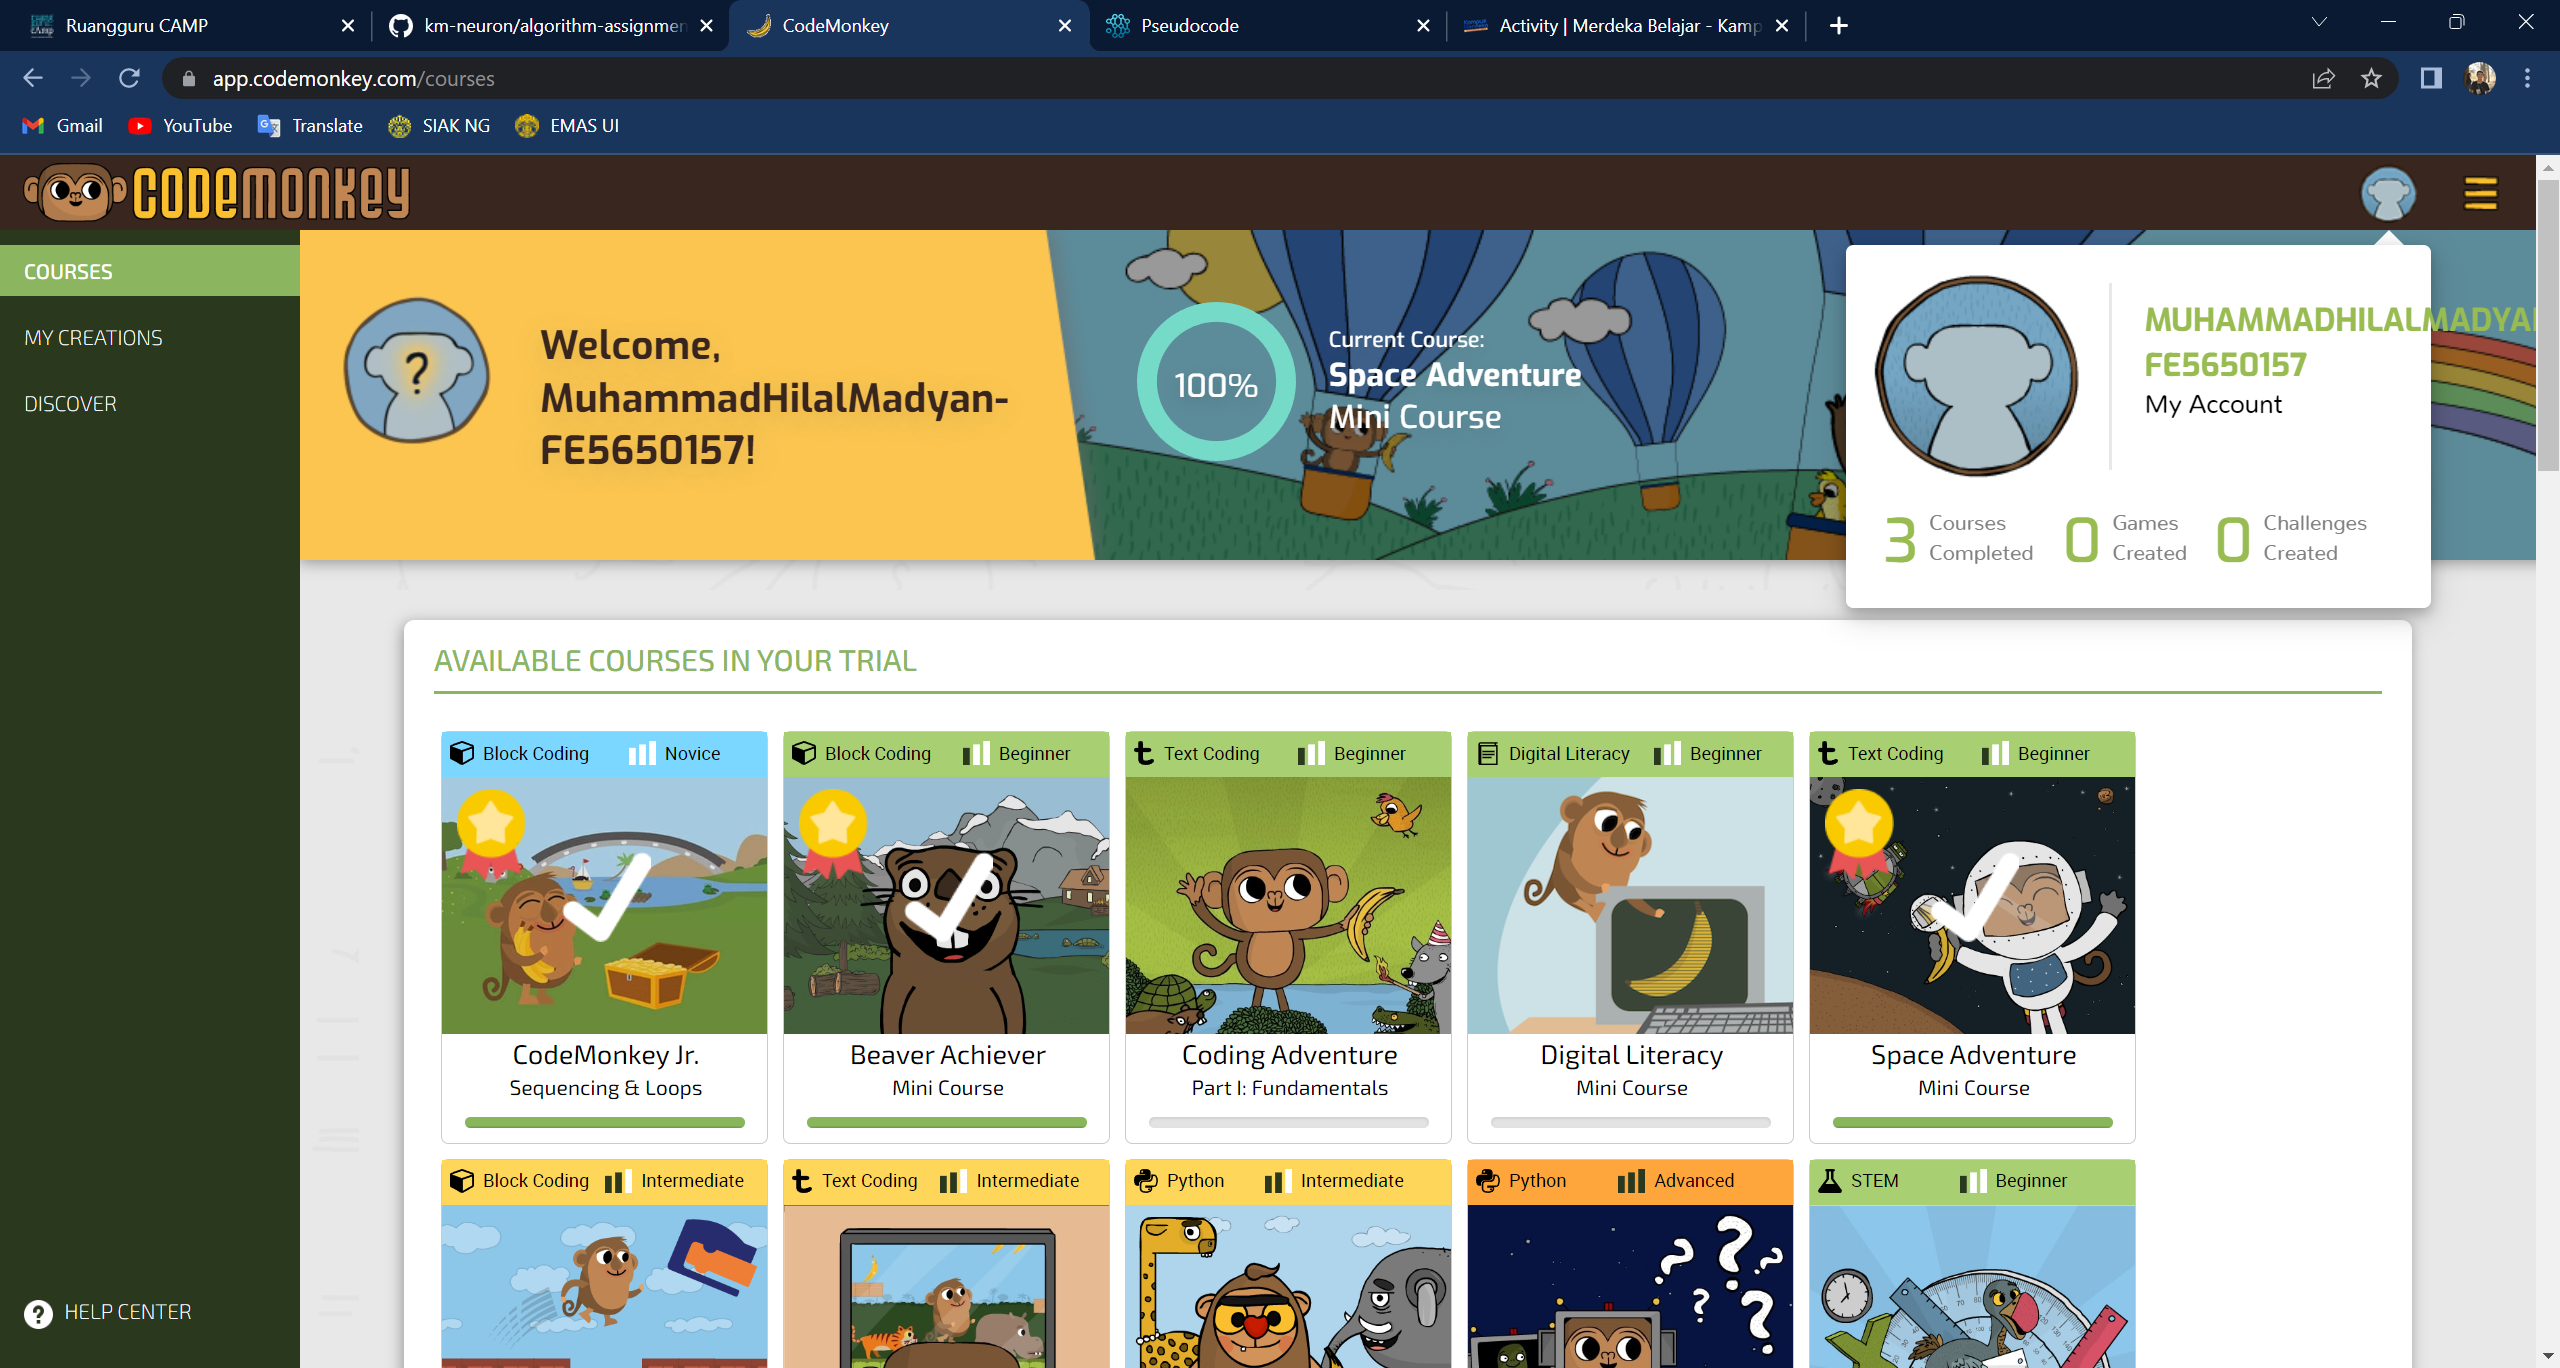 Ruangguru CAMP
km-neuron/algorithm-assignmen
CodeMonkey
Pseudocode
Activity | Merdeka Belajar - Kamp
app.codemonkey.com/courses
Gmail
YouTube
Translate
SIAK NG
EMAS UI
CODEMONKEY
COURSES
MY CREATIONS
DISCOVER
HELP CENTER
?
Welcome,
MuhammadHilalMadyan-
FE5650157!
100%
Current Course:
Space Adventure
Mini Course
MUHAMMADHILALMADYAN
FE5650157
My Account
3 Courses Completed
0 Games Created
0 Challenges Created
AVAILABLE COURSES IN YOUR TRIAL
Block Coding Novice
CodeMonkey Jr.
Sequencing & Loops
Block Coding Beginner
Beaver Achiever
Mini Course
Text Coding Beginner
Coding Adventure
Part I: Fundamentals
Digital Literacy Beginner
Digital Literacy
Mini Course
Text Coding Beginner
Space Adventure
Mini Course
Block Coding Intermediate
Text Coding Intermediate
Python Intermediate
Python Advanced
STEM Beginner